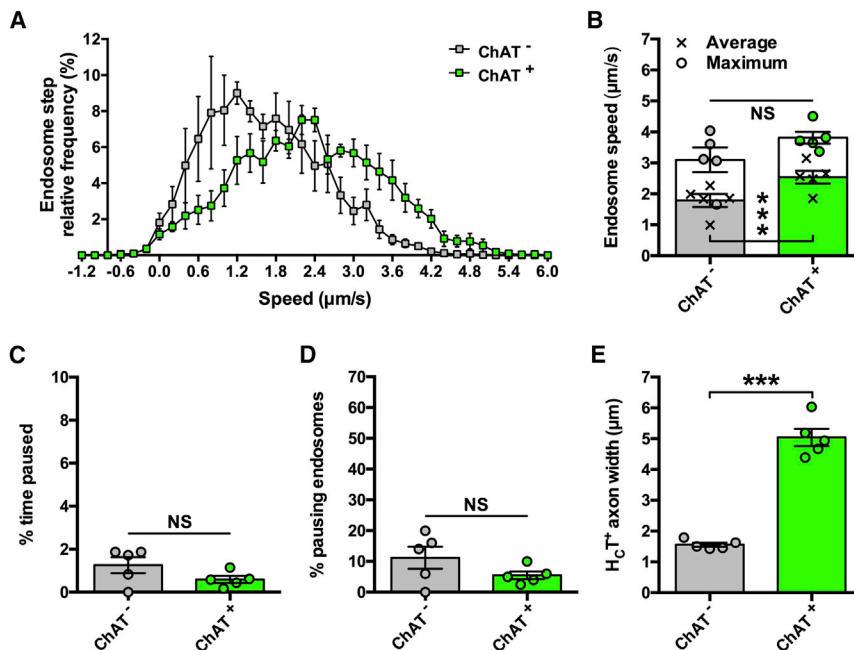 A
Endosome step
relative frequency (%)
12
10
8
6
4
2
0
-1.2 -0.6 0.0 0.6 1.2 1.8 2.4 3.0 3.6 4.2 4.8 5.4 6.0
Speed (µm/s)
ChAT -
ChAT +
B
Endosome speed (µm/s)
7
6
5
4
3
2
1
0
× Average
Maximum
NS
***
ChAT -
ChAT +
C
% time paused
10
8
6
4
2
0
NS
ChAT -
ChAT +
D
% pausing endosomes
70
60
50
40
30
20
10
0
NS
ChAT -
ChAT +
E
HCT+ axon width (µm)
7
6
5
4
3
2
1
0
***
ChAT -
ChAT +